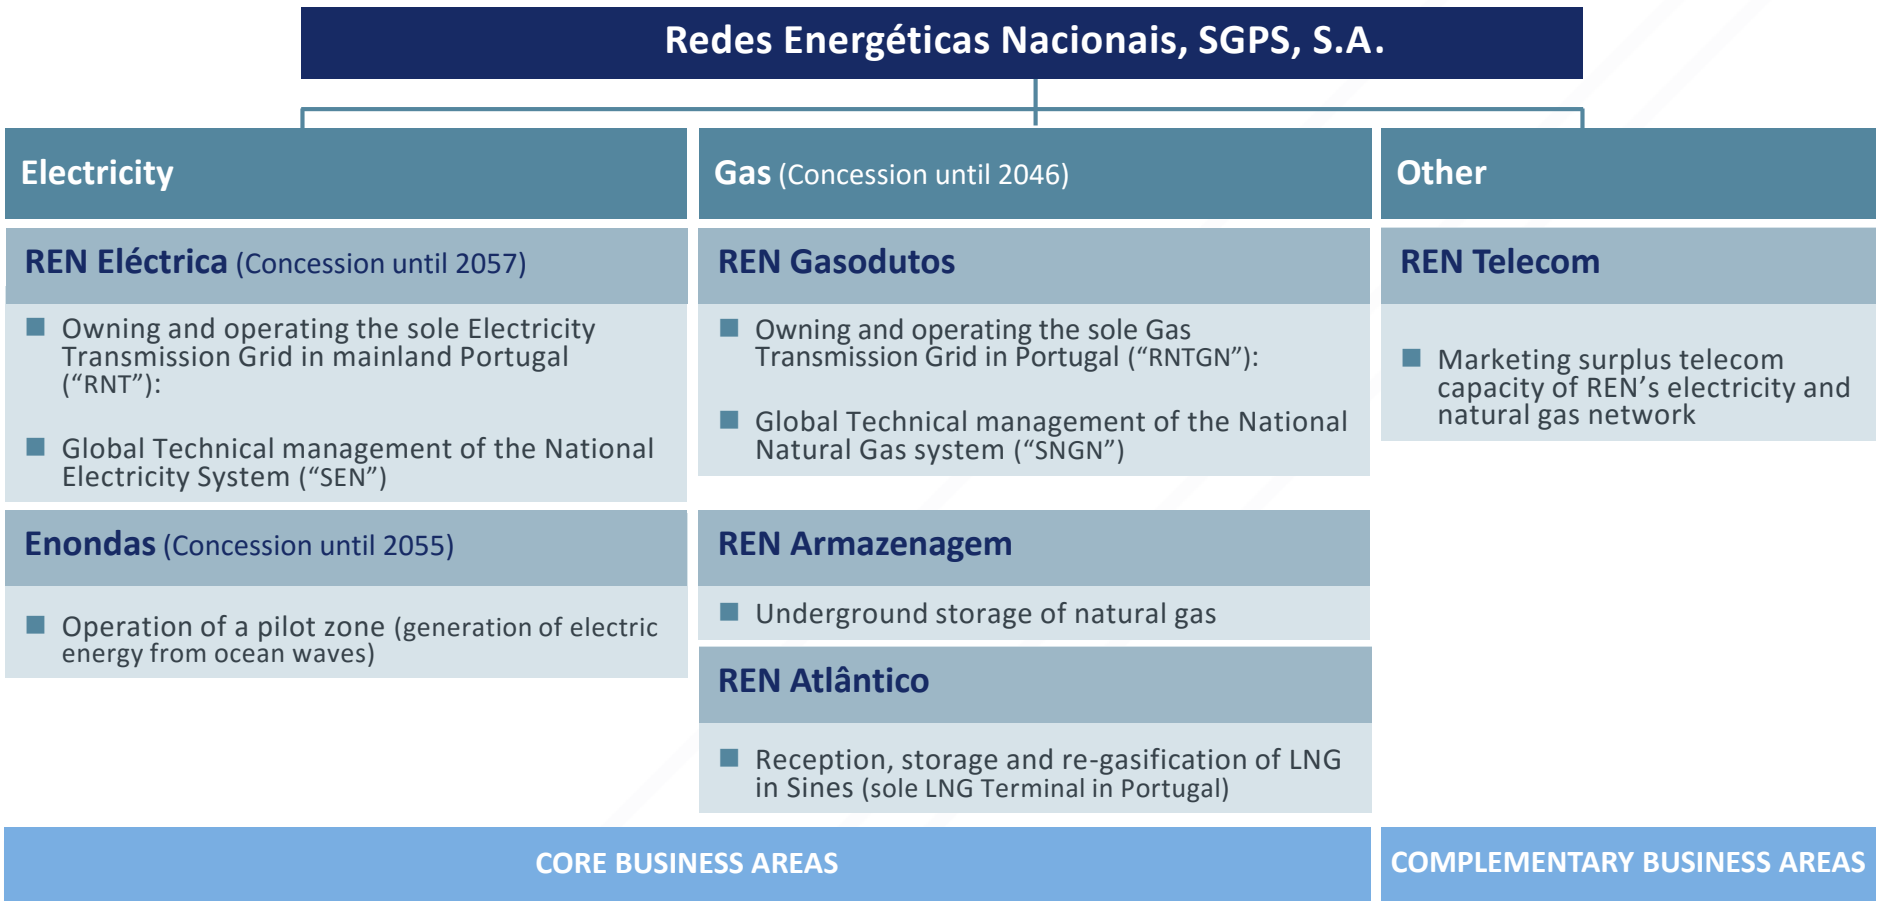 Redes Energéticas Nacionais, SGPS, S.A.
Electricity
REN Eléctrica (Concession until 2057)
■ Owning and operating the sole Electricity
Transmission Grid in mainland Portugal
(“RNT”):
■ Global Technical management of the National
Electricity System (“SEN”)
Enondas (Concession until 2055)
■ Operation of a pilot zone (generation of electric
energy from ocean waves)
Gas (Concession until 2046)
REN Gasodutos
■ Owning and operating the sole Gas
Transmission Grid in Portugal (“RNTGN”):
■ Global Technical management of the National
Natural Gas system (“SNGN”)
REN Armazenagem
■ Underground storage of natural gas
REN Atlântico
■ Reception, storage and re-gasification of LNG
in Sines (sole LNG Terminal in Portugal)
Other
REN Telecom
■ Marketing surplus telecom
capacity of REN’s electricity and
natural gas network
CORE BUSINESS AREAS
COMPLEMENTARY BUSINESS AREAS